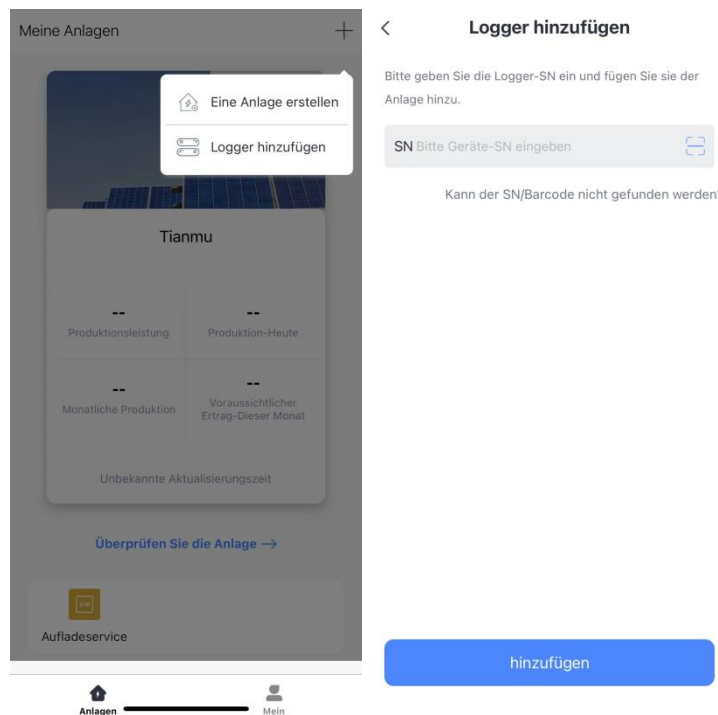 Meine Anlagen
Eine Anlage erstellen
Logger hinzufügen
Tianmu
--
--
Produktionsleistung
Produktion-Heute
--
--
Monatliche Produktion
Voraussichtlicher
Ertrag-Dieser Monat
Unbekannte Aktualisierungszeit
Überprüfen Sie die Anlage →
Aufladeservice
Anlagen
Mein
Logger hinzufügen
Bitte geben Sie die Logger-SN ein und fügen Sie sie der
Anlage hinzu.
SN Bitte Geräte-SN eingeben
Kann der SN/Barcode nicht gefunden werden?
hinzufügen